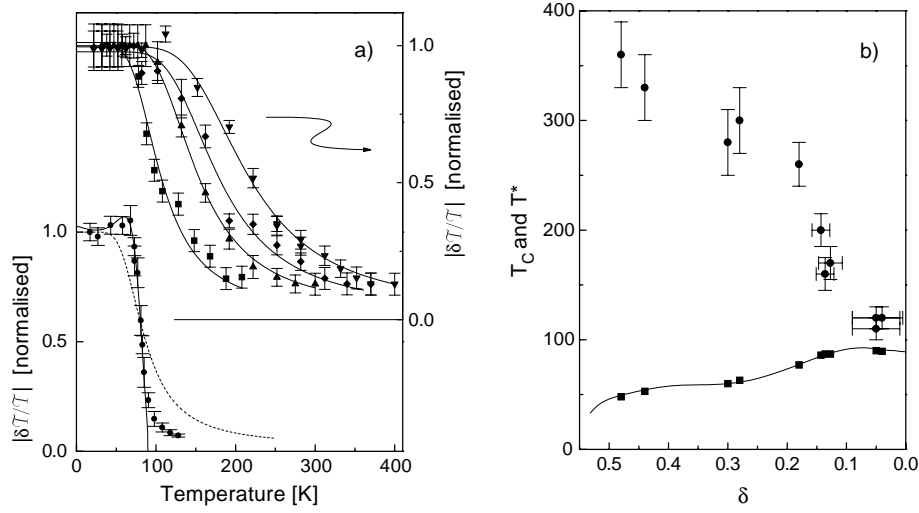 a)
1.0
0.5
0.0
|δT/T| [normalised]
1.0
0.5
0.0
|δT/T| [normalised]
0 100 200 300 400
Temperature [K]
b)
400
300
200
100
0
T_C and T*
0.5 0.4 0.3 0.2 0.1 0.0
δ